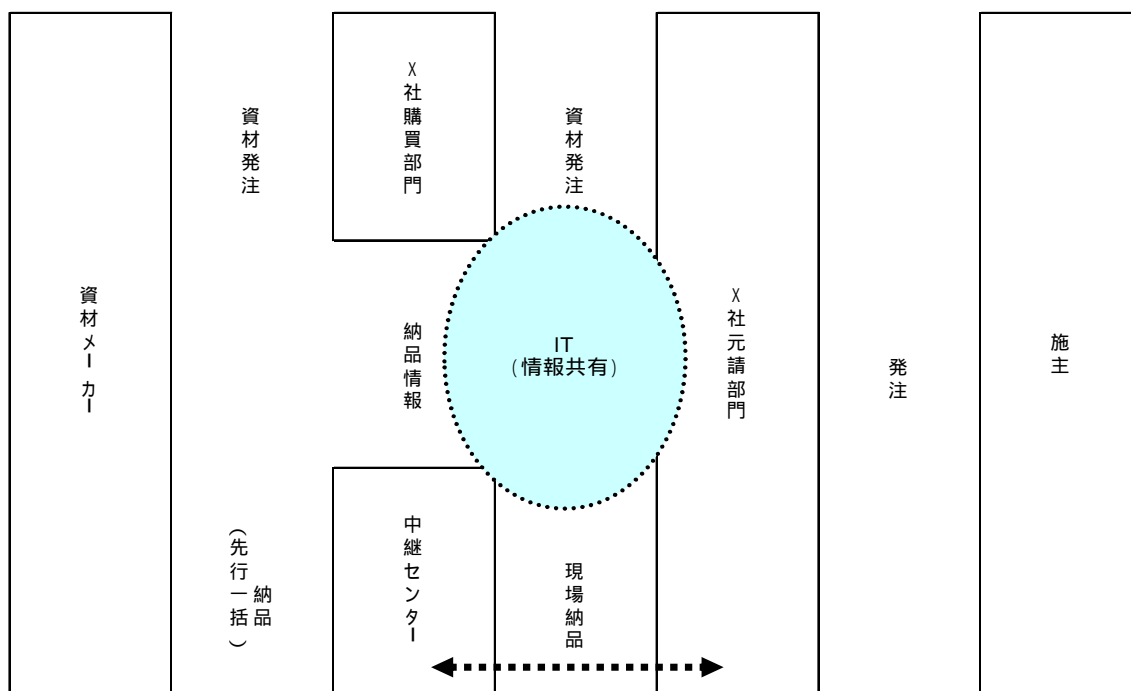 資材メーカー
資材発注
納品
(先行一括)
X社購買部門
納品情報
中継センター
資材発注
IT
(情報共有)
現場納品
X社元請部門
発注
施主